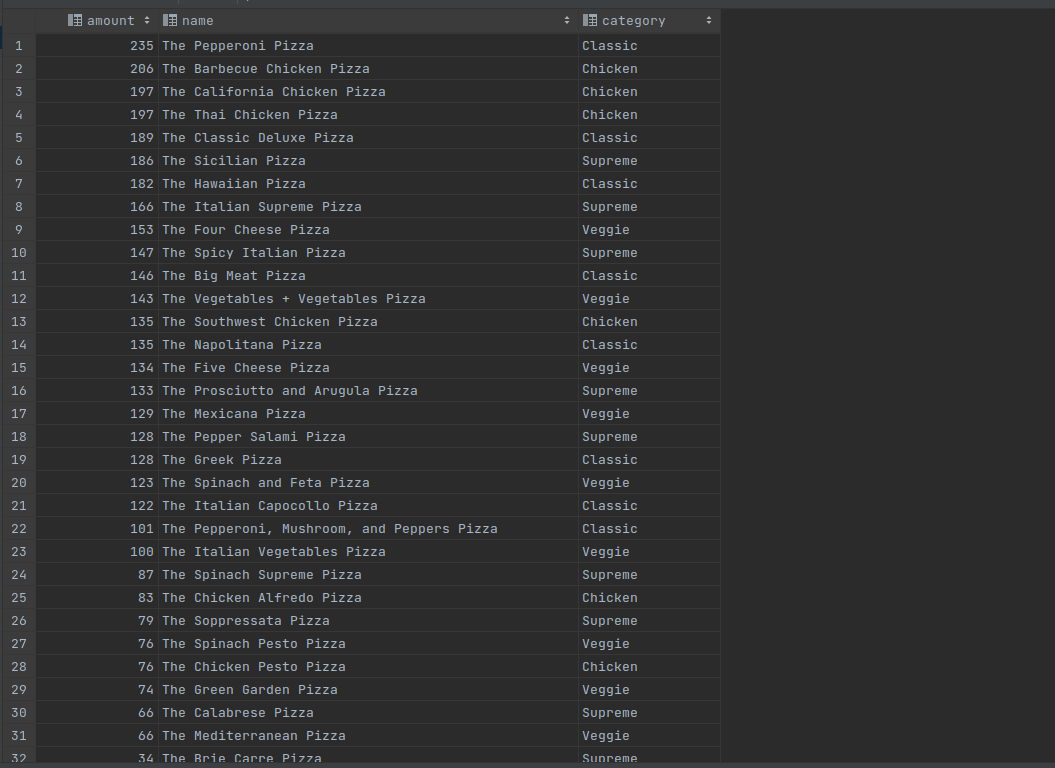 amount name category
1 235 The Pepperoni Pizza Classic
2 206 The Barbecue Chicken Pizza Chicken
3 197 The California Chicken Pizza Chicken
4 197 The Thai Chicken Pizza Chicken
5 189 The Classic Deluxe Pizza Classic
6 186 The Sicilian Pizza Supreme
7 182 The Hawaiian Pizza Classic
8 166 The Italian Supreme Pizza Supreme
9 153 The Four Cheese Pizza Veggie
10 147 The Spicy Italian Pizza Supreme
11 146 The Big Meat Pizza Classic
12 143 The Vegetables + Vegetables Pizza Veggie
13 135 The Southwest Chicken Pizza Chicken
14 135 The Napolitana Pizza Classic
15 134 The Five Cheese Pizza Veggie
16 133 The Prosciutto and Arugula Pizza Supreme
17 129 The Mexicana Pizza Veggie
18 128 The Pepper Salami Pizza Supreme
19 128 The Greek Pizza Classic
20 123 The Spinach and Feta Pizza Veggie
21 122 The Italian Capocollo Pizza Classic
22 101 The Pepperoni, Mushroom, and Peppers Pizza Classic
23 100 The Italian Vegetables Pizza Veggie
24 87 The Spinach Supreme Pizza Supreme
25 83 The Chicken Alfredo Pizza Chicken
26 79 The Soppressata Pizza Supreme
27 76 The Spinach Pesto Pizza Veggie
28 76 The Chicken Pesto Pizza Chicken
29 74 The Green Garden Pizza Veggie
30 66 The Calabrese Pizza Supreme
31 66 The Mediterranean Pizza Veggie
32 34 The Brie Carre Pizza Supreme